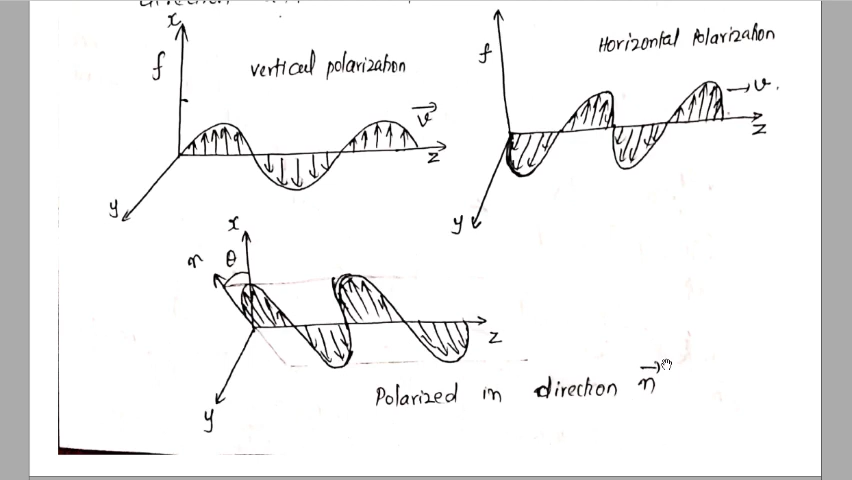 x
f
vertical polarization
v
z
y
f
Horizontal Polarization
v.
z
y
x
n
θ
z
y
Polarized in direction n